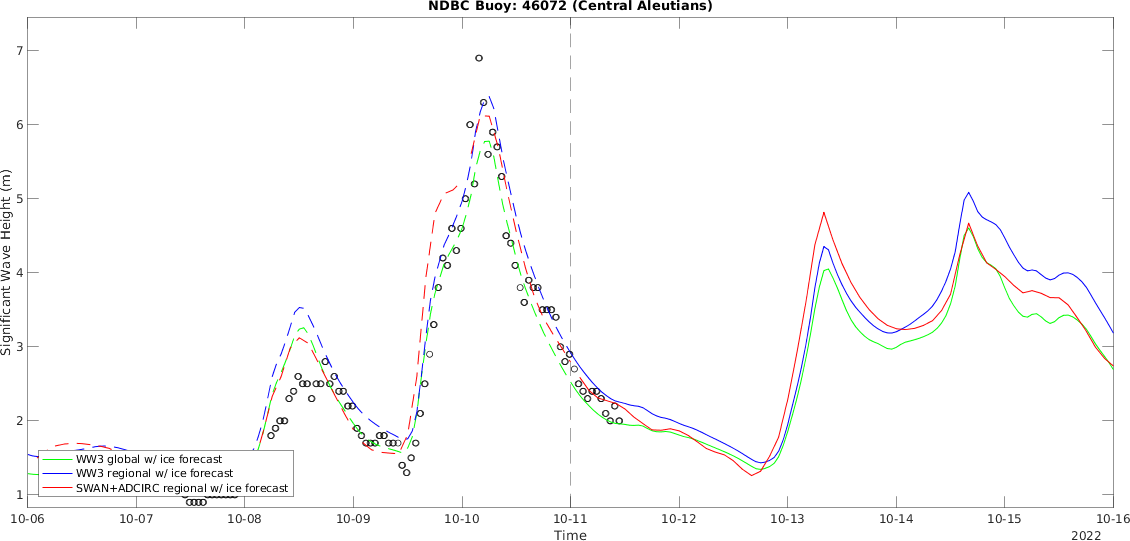 NDBC Buoy: 46072 (Central Aleutians)
7
6
5
4
3
2
1
Significant Wave Height (m)
WW3 global w/ ice forecast
WW3 regional w/ ice forecast
SWAN+ADCIRC regional w/ ice forecast
10-06 10-07 10-08 10-09 10-10 10-11 10-12 10-13 10-14 10-15 10-16
Time
2022